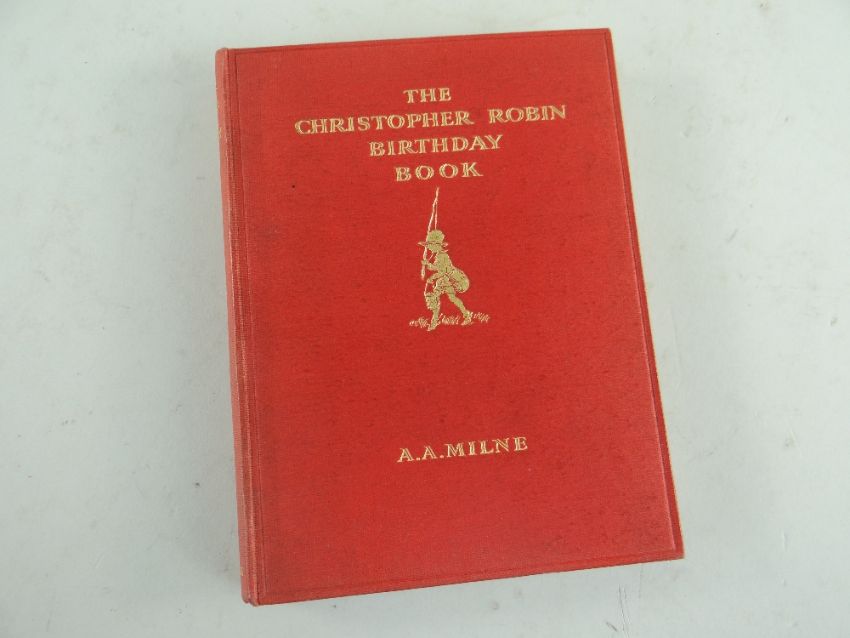 THE
CHRISTOPHER ROBIN
BIRTHDAY
BOOK
A.A.MILNE